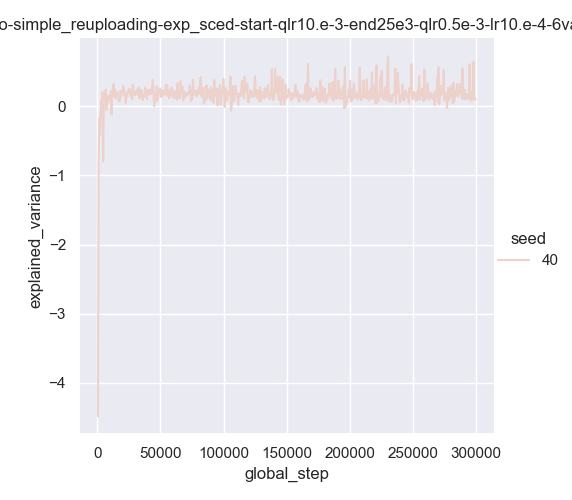 o-simple_reuploading-exp_sced-start-qlr10.e-3-end25e3-qlr0.5e-3-lr10.e-4-6va
0
−1
−2
−3
−4
explained_variance
0 50000 100000 150000 200000 250000 300000
global_step
seed
40